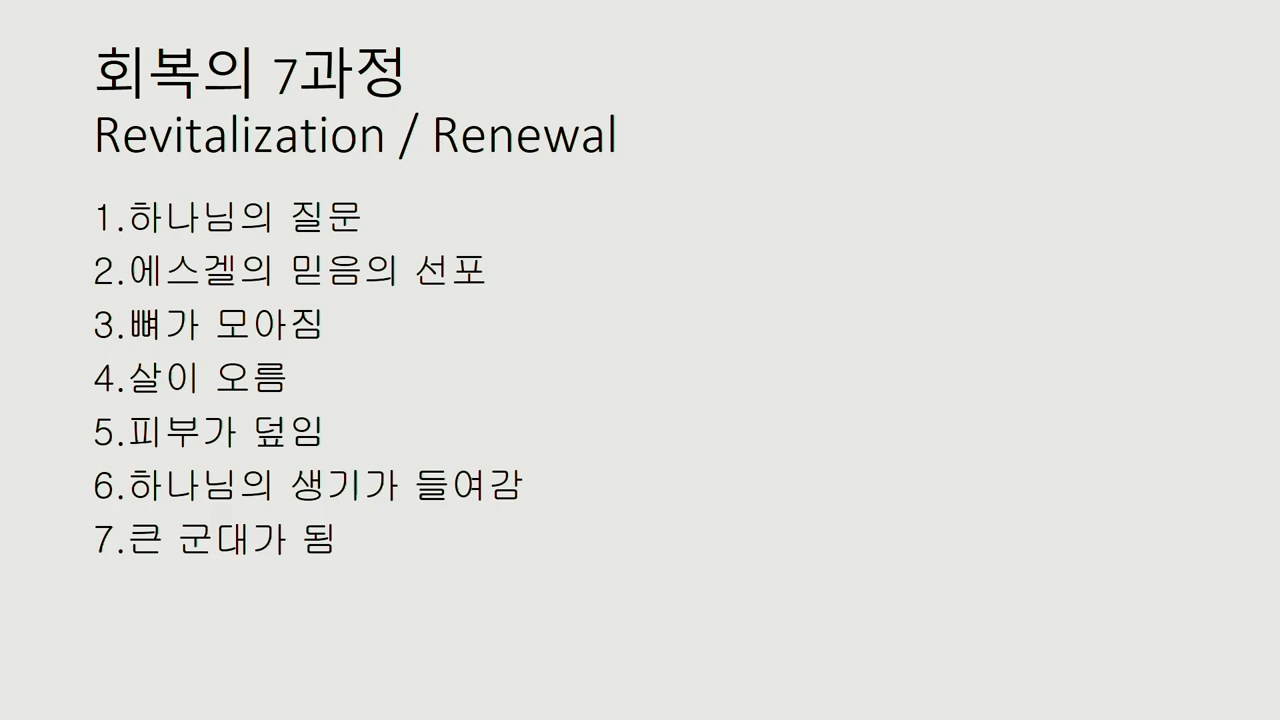 회복의 7과정
Revitalization / Renewal
1.하나님의 질문
2.에스겔의 믿음의 선포
3.뼈가 모아짐
4.살이 오름
5.피부가 덮임
6.하나님의 생기가 들여감
7.큰 군대가 됨